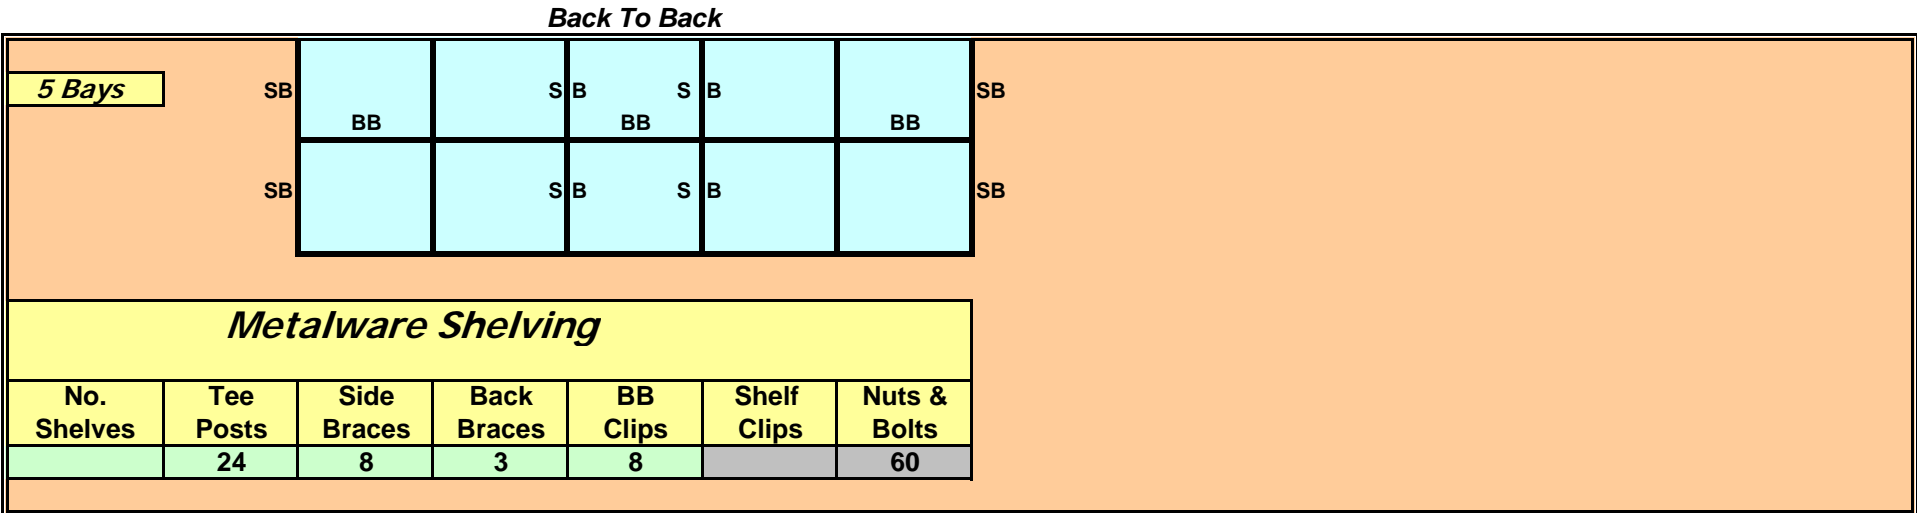 Back To Back
5 Bays SB S B S B SB
BB BB BB
SB S B S B SB
Metalware Shelving
No. Tee Side Back BB Shelf Nuts &
Shelves Posts Braces Braces Clips Clips Bolts
24 8 3 8 60